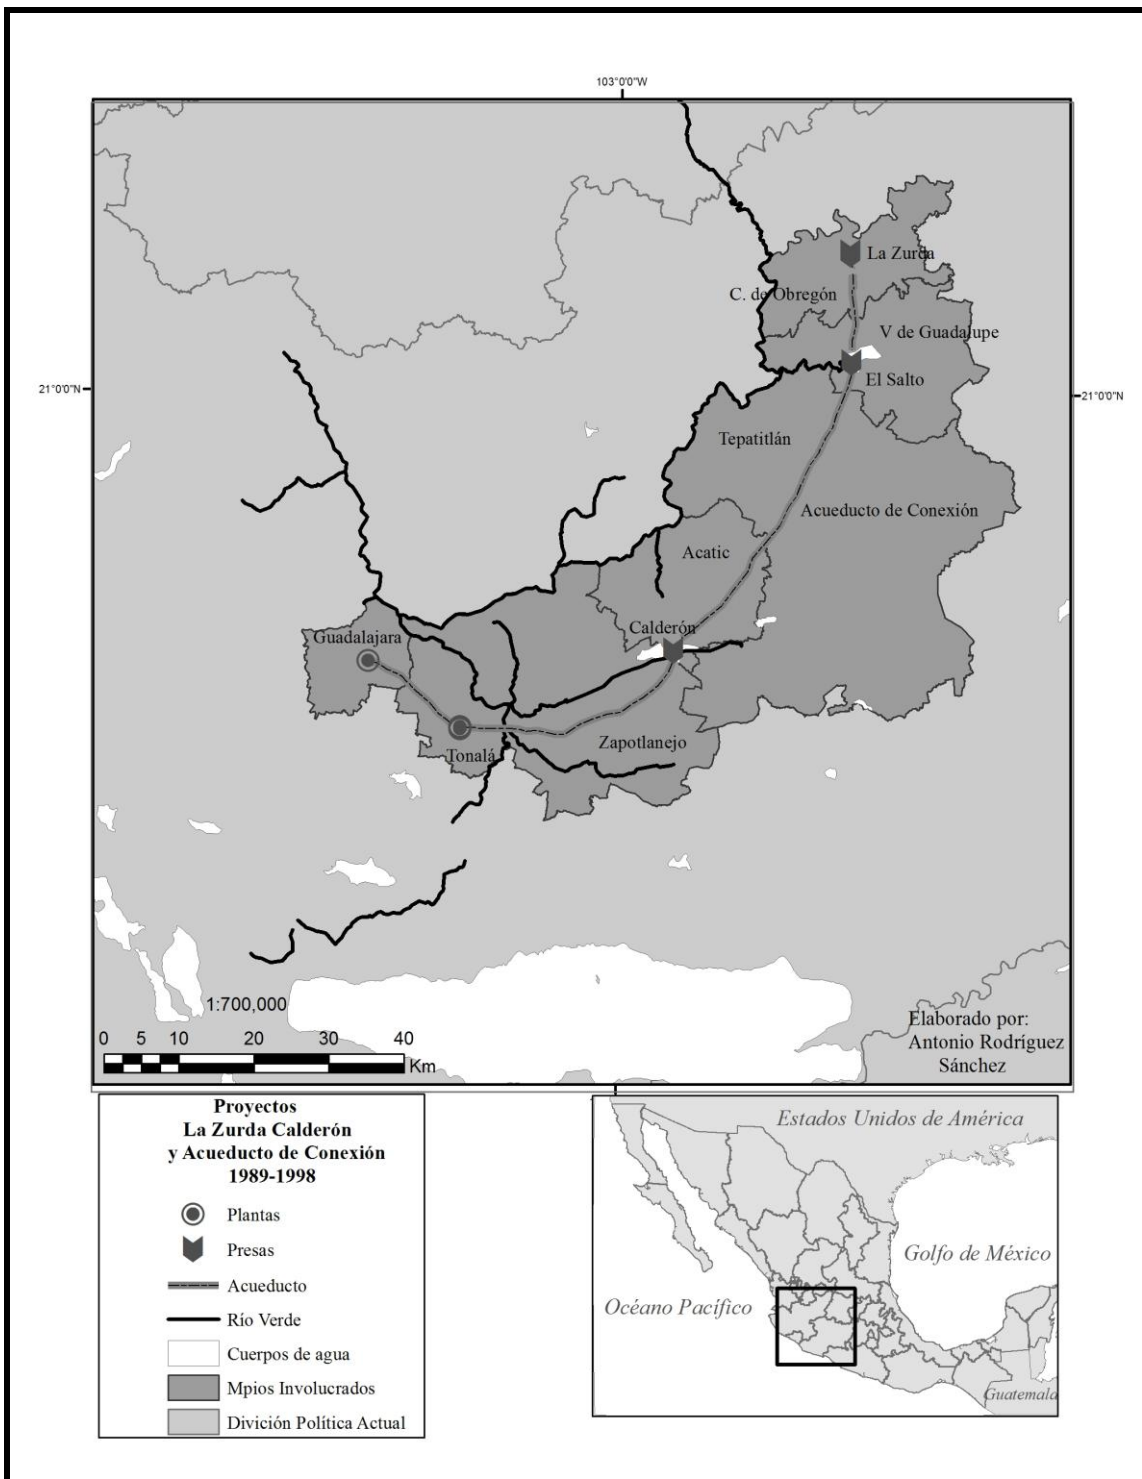 103°0'0"W
La Zurda
C. de Obregón
V de Guadalupe
21°0'0"N
21°0'0"N
El Salto
Tepatitlán
Acueducto de Conexión
Acatic
Calderón
Guadalajara
Tonalá
Zapotlanejo
1:700,000
0 5 10 20 30 40
Km
Elaborado por:
Antonio Rodríguez
Sánchez
Proyectos
La Zurda Calderón
y Acueducto de Conexión
1989-1998
Plantas
Presas
Acueducto
Río Verde
Cuerpos de agua
Mpios Involucrados
División Política Actual
Estados Unidos de América
Golfo de México
Océano Pacífico
Guatemala